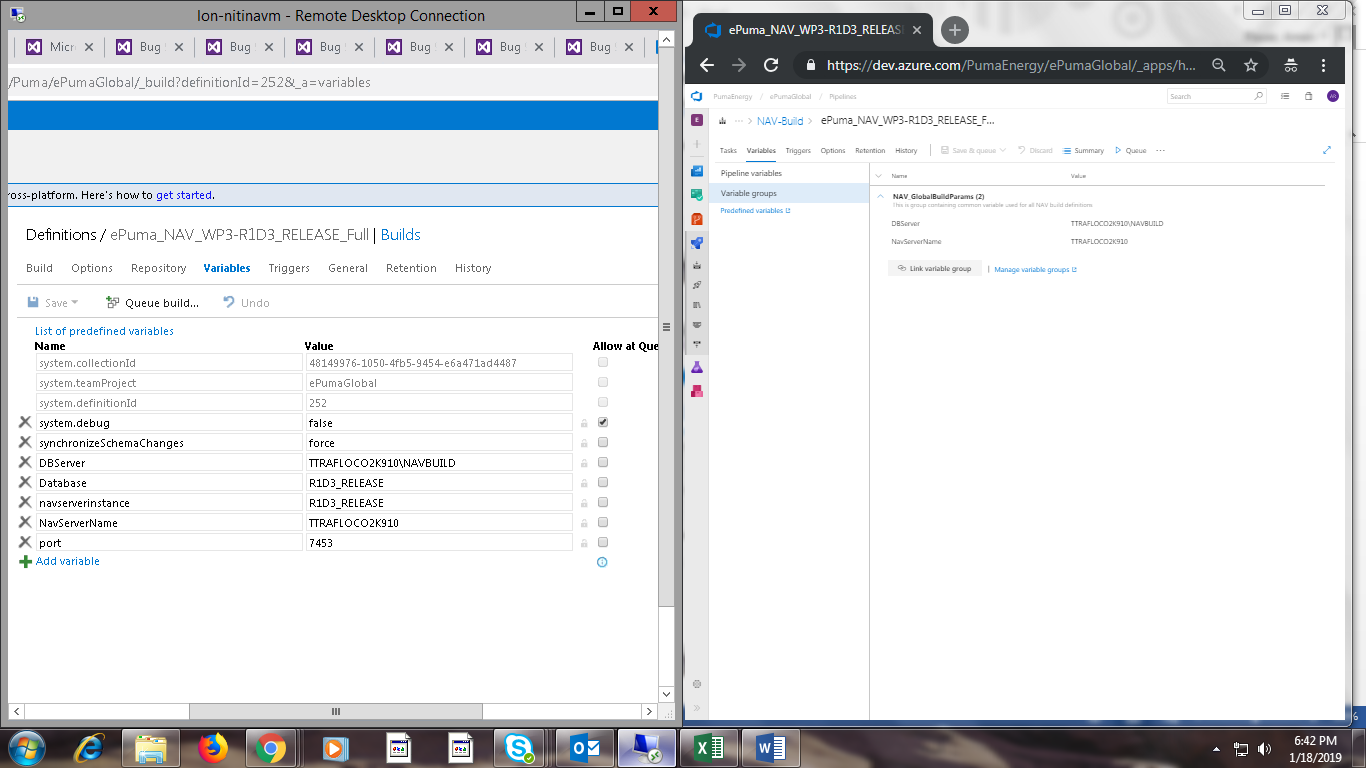 lon-nitinavm - Remote Desktop Connection
Micr
Bug
Bug
Bug
Bug
Bug
Bug
/Puma/ePumaGlobal/_build?definitionId=252&_a=variables
ross-platform. Here's how to get started.
Definitions / ePuma_NAV_WP3-R1D3_RELEASE_Full | Builds
Build Options Repository Variables Triggers General Retention History
Save Queue build... Undo
List of predefined variables
Name Value Allow at Que
system.collectionId 48149976-1050-4fb5-9454-e6a471ad4487
system.teamProject ePumaGlobal
system.definitionId 252
system.debug false
synchronizeSchemaChanges force
DBServer TTRAFLOCO2K910\NAVBUILD
Database R1D3_RELEASE
navserverinstance R1D3_RELEASE
NavServerName TTRAFLOCO2K910
port 7453
Add variable
ePuma_NAV_WP3-R1D3_RELEASE
https://dev.azure.com/PumaEnergy/ePumaGlobal/_apps/h...
PumaEnergy / ePumaGlobal / Pipelines
Search
AR
E
... > NAV-Build > ePuma_NAV_WP3-R1D3_RELEASE_F...
Tasks Variables Triggers Options Retention History Save & queue Discard Summary Queue ...
Pipeline variables
Variable groups
Predefined variables
Name Value
NAV_GlobalBuildParams (2)
This is group containing common variable used for all NAV build definitions
DBServer TTRAFLOCO2K910\NAVBUILD
NavServerName TTRAFLOCO2K910
Link variable group | Manage variable groups
%
6:42 PM
1/18/2019